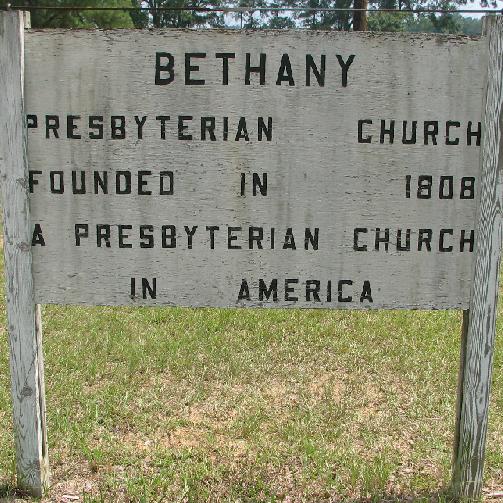 BETHANY
PRESBYTERIAN CHURCH
FOUNDED IN 1808
A PRESBYTERIAN CHURCH
IN AMERICA